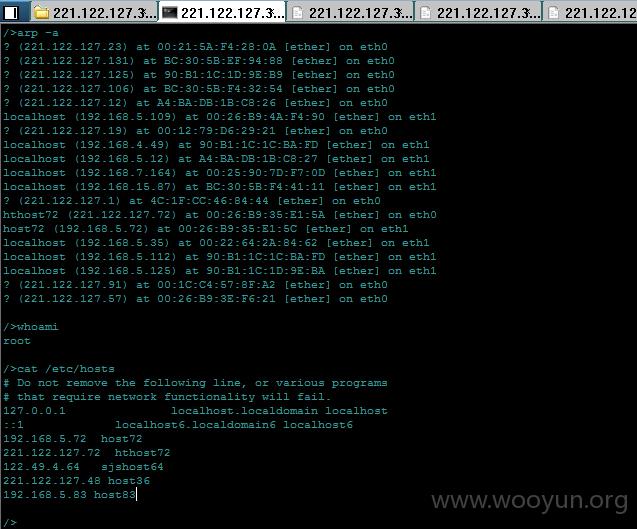 221.122.127.3... 221.122.127.3... 221.122.127.3... 221.122.127.3... 221.122.12
/>arp -a
? (221.122.127.23) at 00:21:5A:F4:28:0A [ether] on eth0
? (221.122.127.131) at BC:30:5B:EF:94:88 [ether] on eth0
? (221.122.127.125) at 90:B1:1C:1D:9E:B9 [ether] on eth0
? (221.122.127.106) at BC:30:5B:F4:32:54 [ether] on eth0
? (221.122.127.12) at A4:BA:DB:1B:C8:26 [ether] on eth0
localhost (192.168.5.109) at 00:26:B9:4A:F4:90 [ether] on eth1
? (221.122.127.19) at 00:12:79:D6:29:21 [ether] on eth0
localhost (192.168.4.49) at 90:B1:1C:1C:BA:FD [ether] on eth1
localhost (192.168.5.12) at A4:BA:DB:1B:C8:27 [ether] on eth1
localhost (192.168.7.164) at 00:25:90:7D:F7:0D [ether] on eth1
localhost (192.168.15.87) at BC:30:5B:F4:41:11 [ether] on eth1
? (221.122.127.1) at 4C:1F:CC:46:84:44 [ether] on eth0
hthost72 (221.122.127.72) at 00:26:B9:35:E1:5A [ether] on eth0
host72 (192.168.5.72) at 00:26:B9:35:E1:5C [ether] on eth1
localhost (192.168.5.35) at 00:22:64:2A:84:62 [ether] on eth1
localhost (192.168.5.112) at 90:B1:1C:1C:BA:FD [ether] on eth1
localhost (192.168.5.125) at 90:B1:1C:1D:9E:BA [ether] on eth1
? (221.122.127.91) at 00:1C:C4:57:8F:A2 [ether] on eth0
? (221.122.127.57) at 00:26:B9:3E:F6:21 [ether] on eth0
/>whoami
root
/>cat /etc/hosts
# Do not remove the following line, or various programs
# that require network functionality will fail.
127.0.0.1 localhost.localdomain localhost
::1 localhost6.localdomain6 localhost6
192.168.5.72 host72
221.122.127.72 hthost72
122.49.4.64 sjshost64
221.122.127.48 host36
192.168.5.83 host83
www.wooyun.org
/>